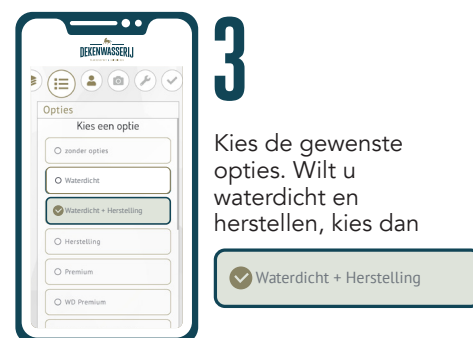 DEKENWASSERIJ
Opties
Kies een optie
zonder opties
Waterdicht
Waterdicht + Herstelling
Herstelling
Premium
WD Premium
3
Kies de gewenste
opties. Wilt u
waterdicht en
herstellen, kies dan
Waterdicht + Herstelling